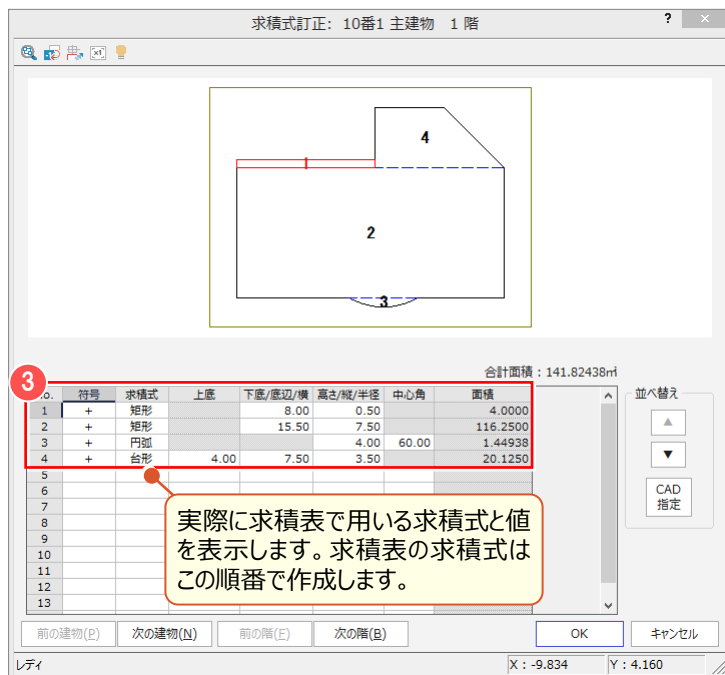 求積式訂正: 10番1 主建物 1 階
? ×
4
1
2
3
合計面積：141.82438㎡
3
符号 求積式 上底 下底/底辺/横 高さ/縦/半径 中心角 面積
1 + 矩形 8.00 0.50 4.0000
2 + 矩形 15.50 7.50 116.2500
3 + 円弧 4.00 60.00 1.44938
4 + 台形 4.00 7.50 3.50 20.1250
5
6
7
8
9
10
11
12
13
実際に求積表で用いる求積式と値
を表示します。求積表の求積式は
この順番で作成します。
並べ替え
▲
▼
CAD
指定
前の建物(P) 次の建物(N) 前の階(F) 次の階(B) OK キャンセル
レディ X : -9.834 Y : 4.160